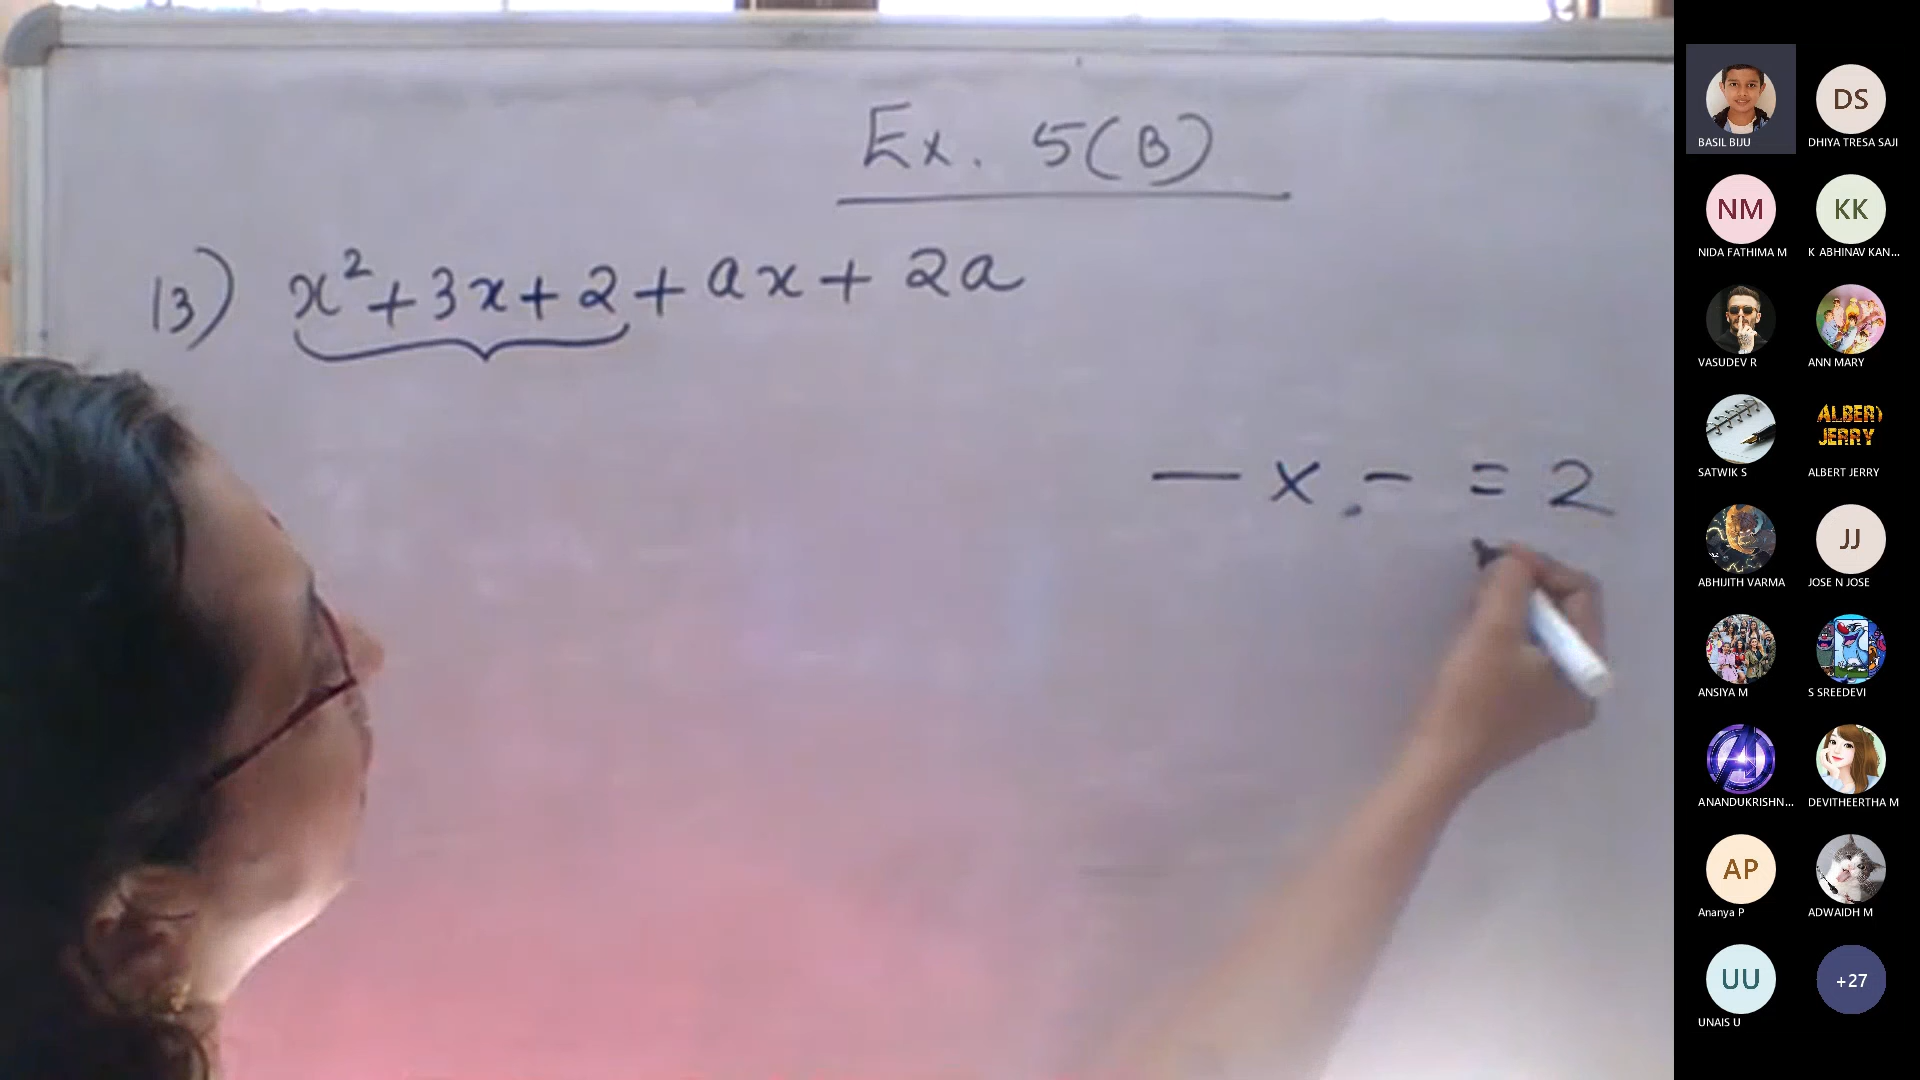 Ex. 5(B)
13) x² + 3x + 2 + ax + 2a
— x - = 2
BASIL BIJU
DS
DHIYA TRESA SAJI
NM
NIDA FATHIMA M
KK
K ABHINAV KAN...
VASUDEV R
ANN MARY
SATWIK S
ALBERT JERRY
ALBERT JERRY
ABHIJITH VARMA
JJ
JOSE N JOSE
ANSIYA M
S SREEDEVI
ANANDUKRISHN...
DEVITHEERTHA M
AP
Ananya P
ADWAIDH M
UU
UNAIS U
+27